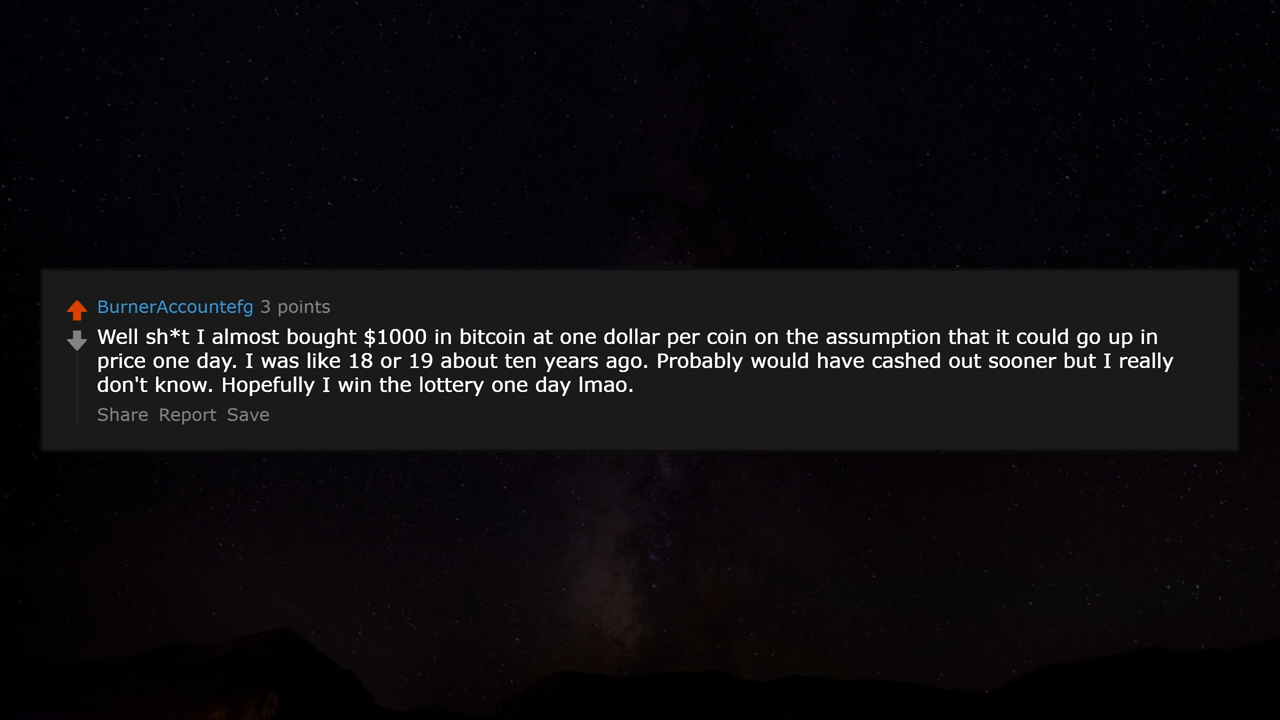 BurnerAccountefg 3 points
Well sh*t I almost bought $1000 in bitcoin at one dollar per coin on the assumption that it could go up in
price one day. I was like 18 or 19 about ten years ago. Probably would have cashed out sooner but I really
don't know. Hopefully I win the lottery one day lmao.
Share Report Save